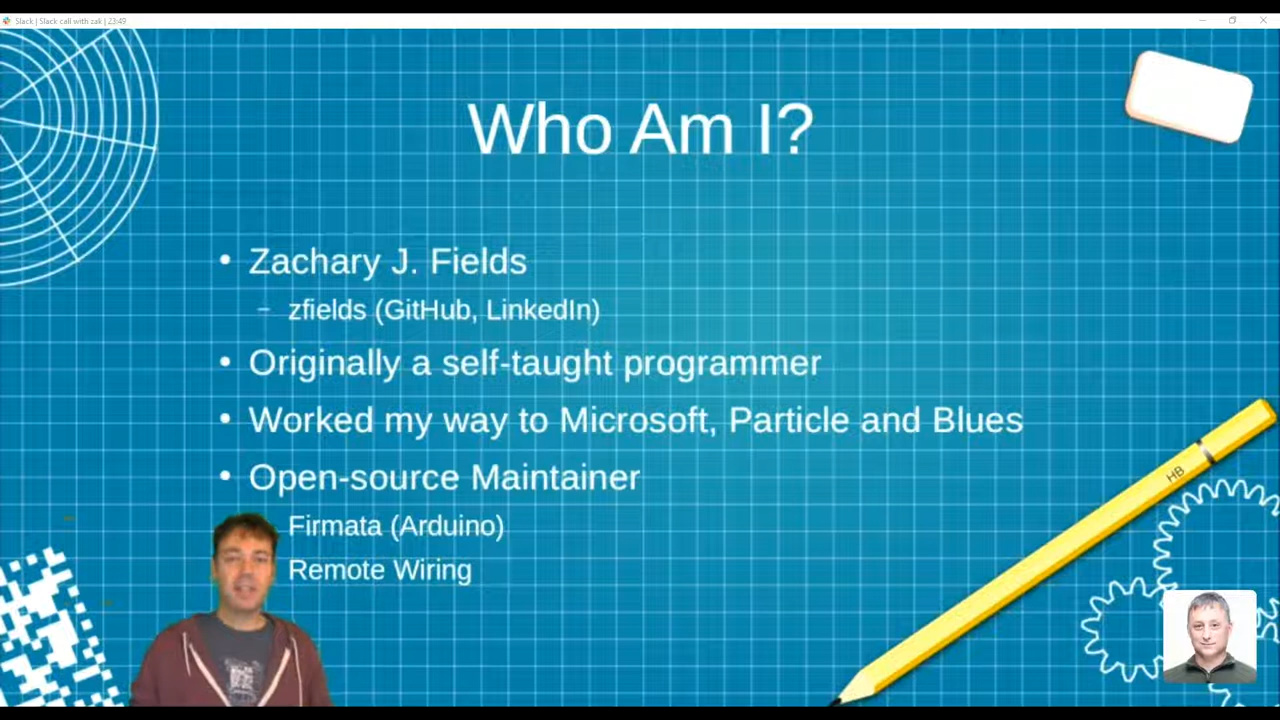 Slack | Slack call with zak | 23:49
Who Am I?
• Zachary J. Fields
– zfields (GitHub, LinkedIn)
• Originally a self-taught programmer
• Worked my way to Microsoft, Particle and Blues
• Open-source Maintainer
Firmata (Arduino)
Remote Wiring
HB